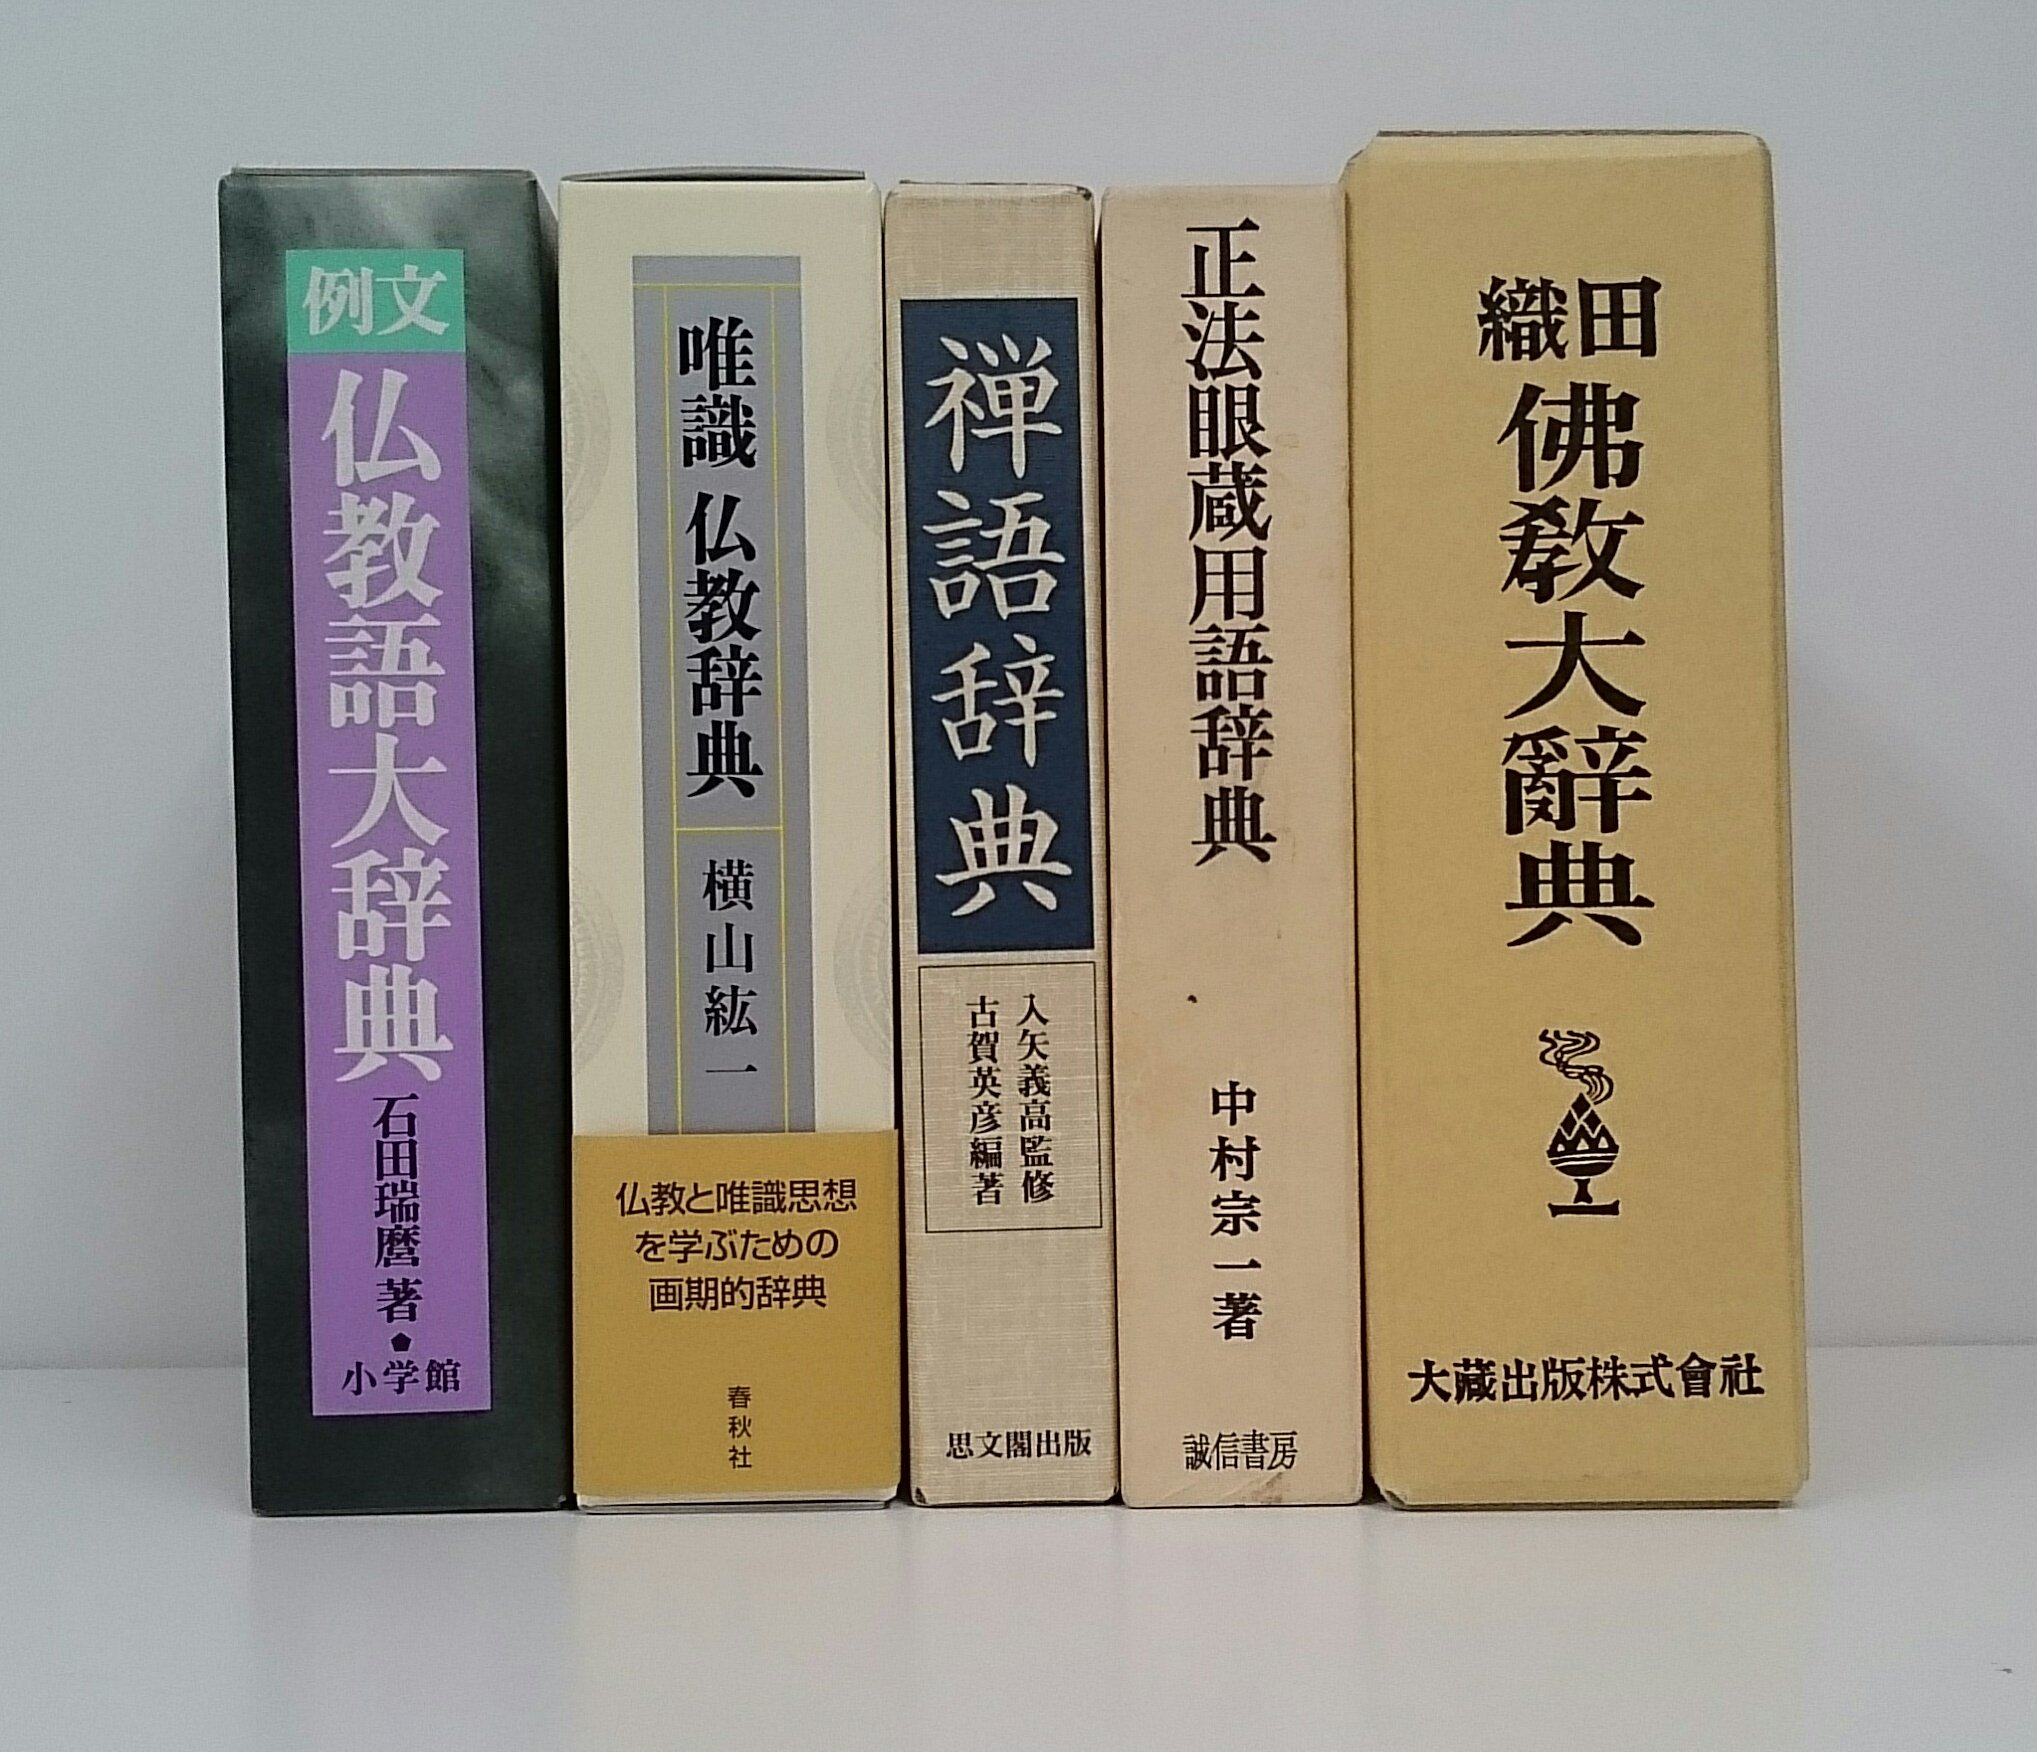 例文
仏教語大辞典
石田瑞麿 著
小学館
唯識 仏教辞典
横山紘一
仏教と唯識思想
を学ぶための
画期的辞典
春秋社
禅語辞典
入矢義高監修
古賀英彦編著
思文閣出版
正法眼蔵用語辞典
中村宗一著
誠信書房
織田
佛教大辭典
大藏出版株式會社